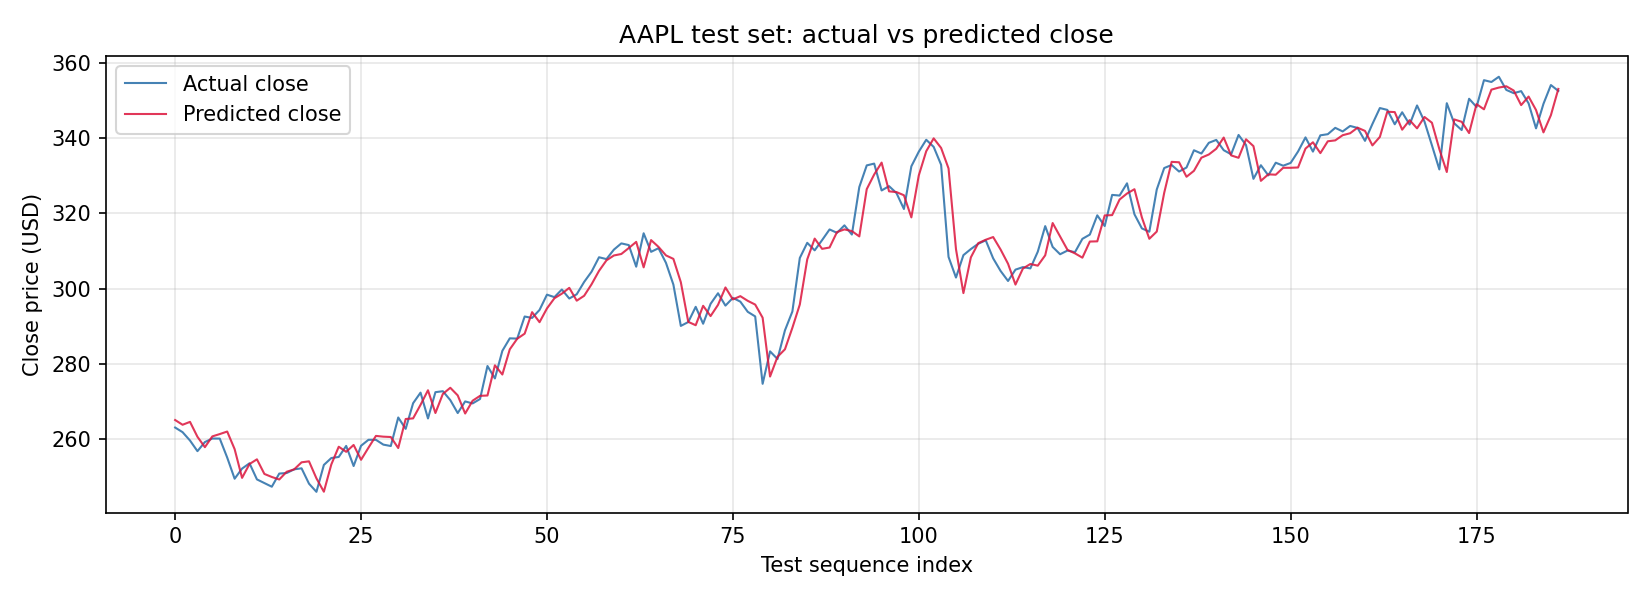 AAPL test set: actual vs predicted close
Actual close
Predicted close
Close price (USD)
360
340
320
300
280
260
0
25
50
75
100
125
150
175
Test sequence index